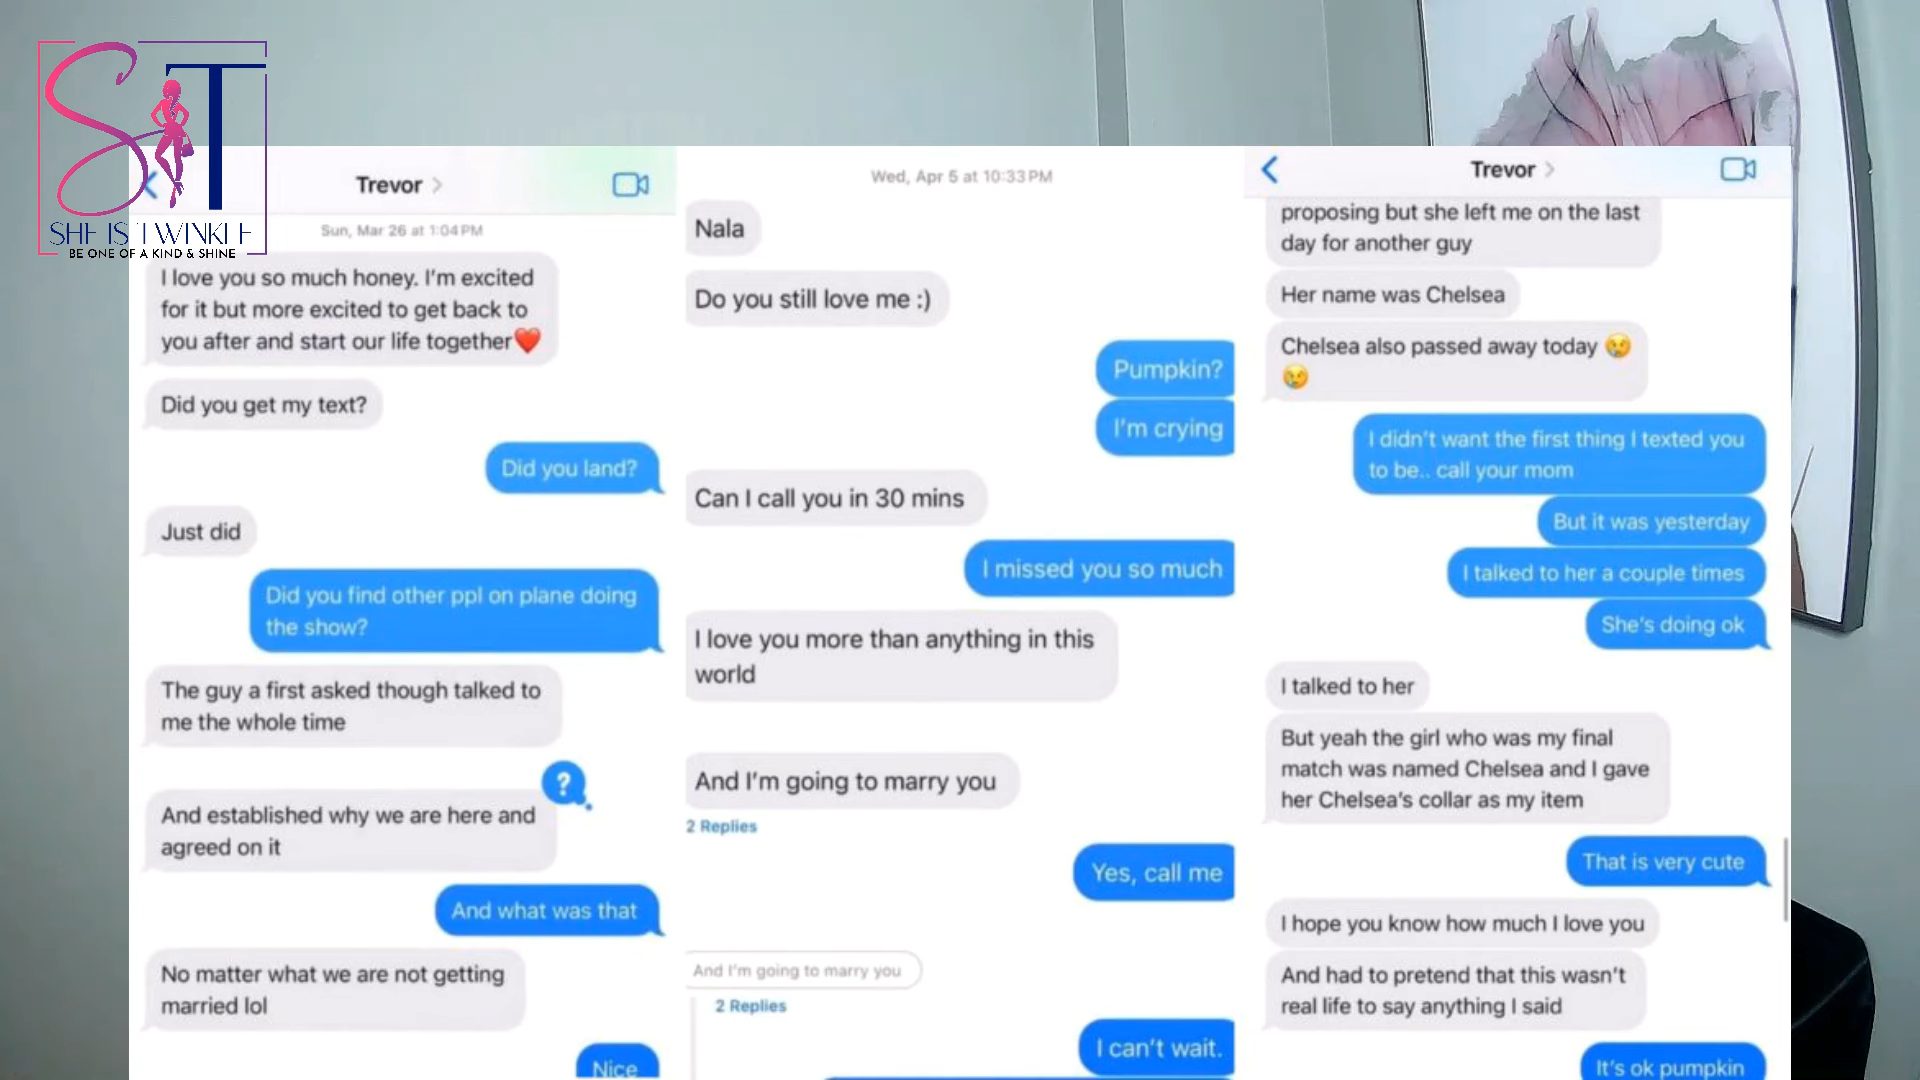 SIT
SHE IS TWINKLE
BE ONE OF A KIND & SHINE
Trevor
Sun, Mar 26 at 1:04 PM
I love you so much honey. I'm excited
for it but more excited to get back to
you after and start our life together❤️
Did you get my text?
Did you land?
Just did
Did you find other ppl on plane doing
the show?
The guy a first asked though talked to
me the whole time
?
And established why we are here and
agreed on it
And what was that
No matter what we are not getting
married lol
Nice
Wed, Apr 5 at 10:33 PM
Nala
Do you still love me :)
Pumpkin?
I'm crying
Can I call you in 30 mins
I missed you so much
I love you more than anything in this
world
And I'm going to marry you
2 Replies
Yes, call me
And I'm going to marry you
2 Replies
I can't wait.
Trevor
proposing but she left me on the last
day for another guy
Her name was Chelsea
Chelsea also passed away today 😢
😢
I didn't want the first thing I texted you
to be.. call your mom
But it was yesterday
I talked to her a couple times
She's doing ok
I talked to her
But yeah the girl who was my final
match was named Chelsea and I gave
her Chelsea's collar as my item
That is very cute
I hope you know how much I love you
And had to pretend that this wasn't
real life to say anything I said
It's ok pumpkin